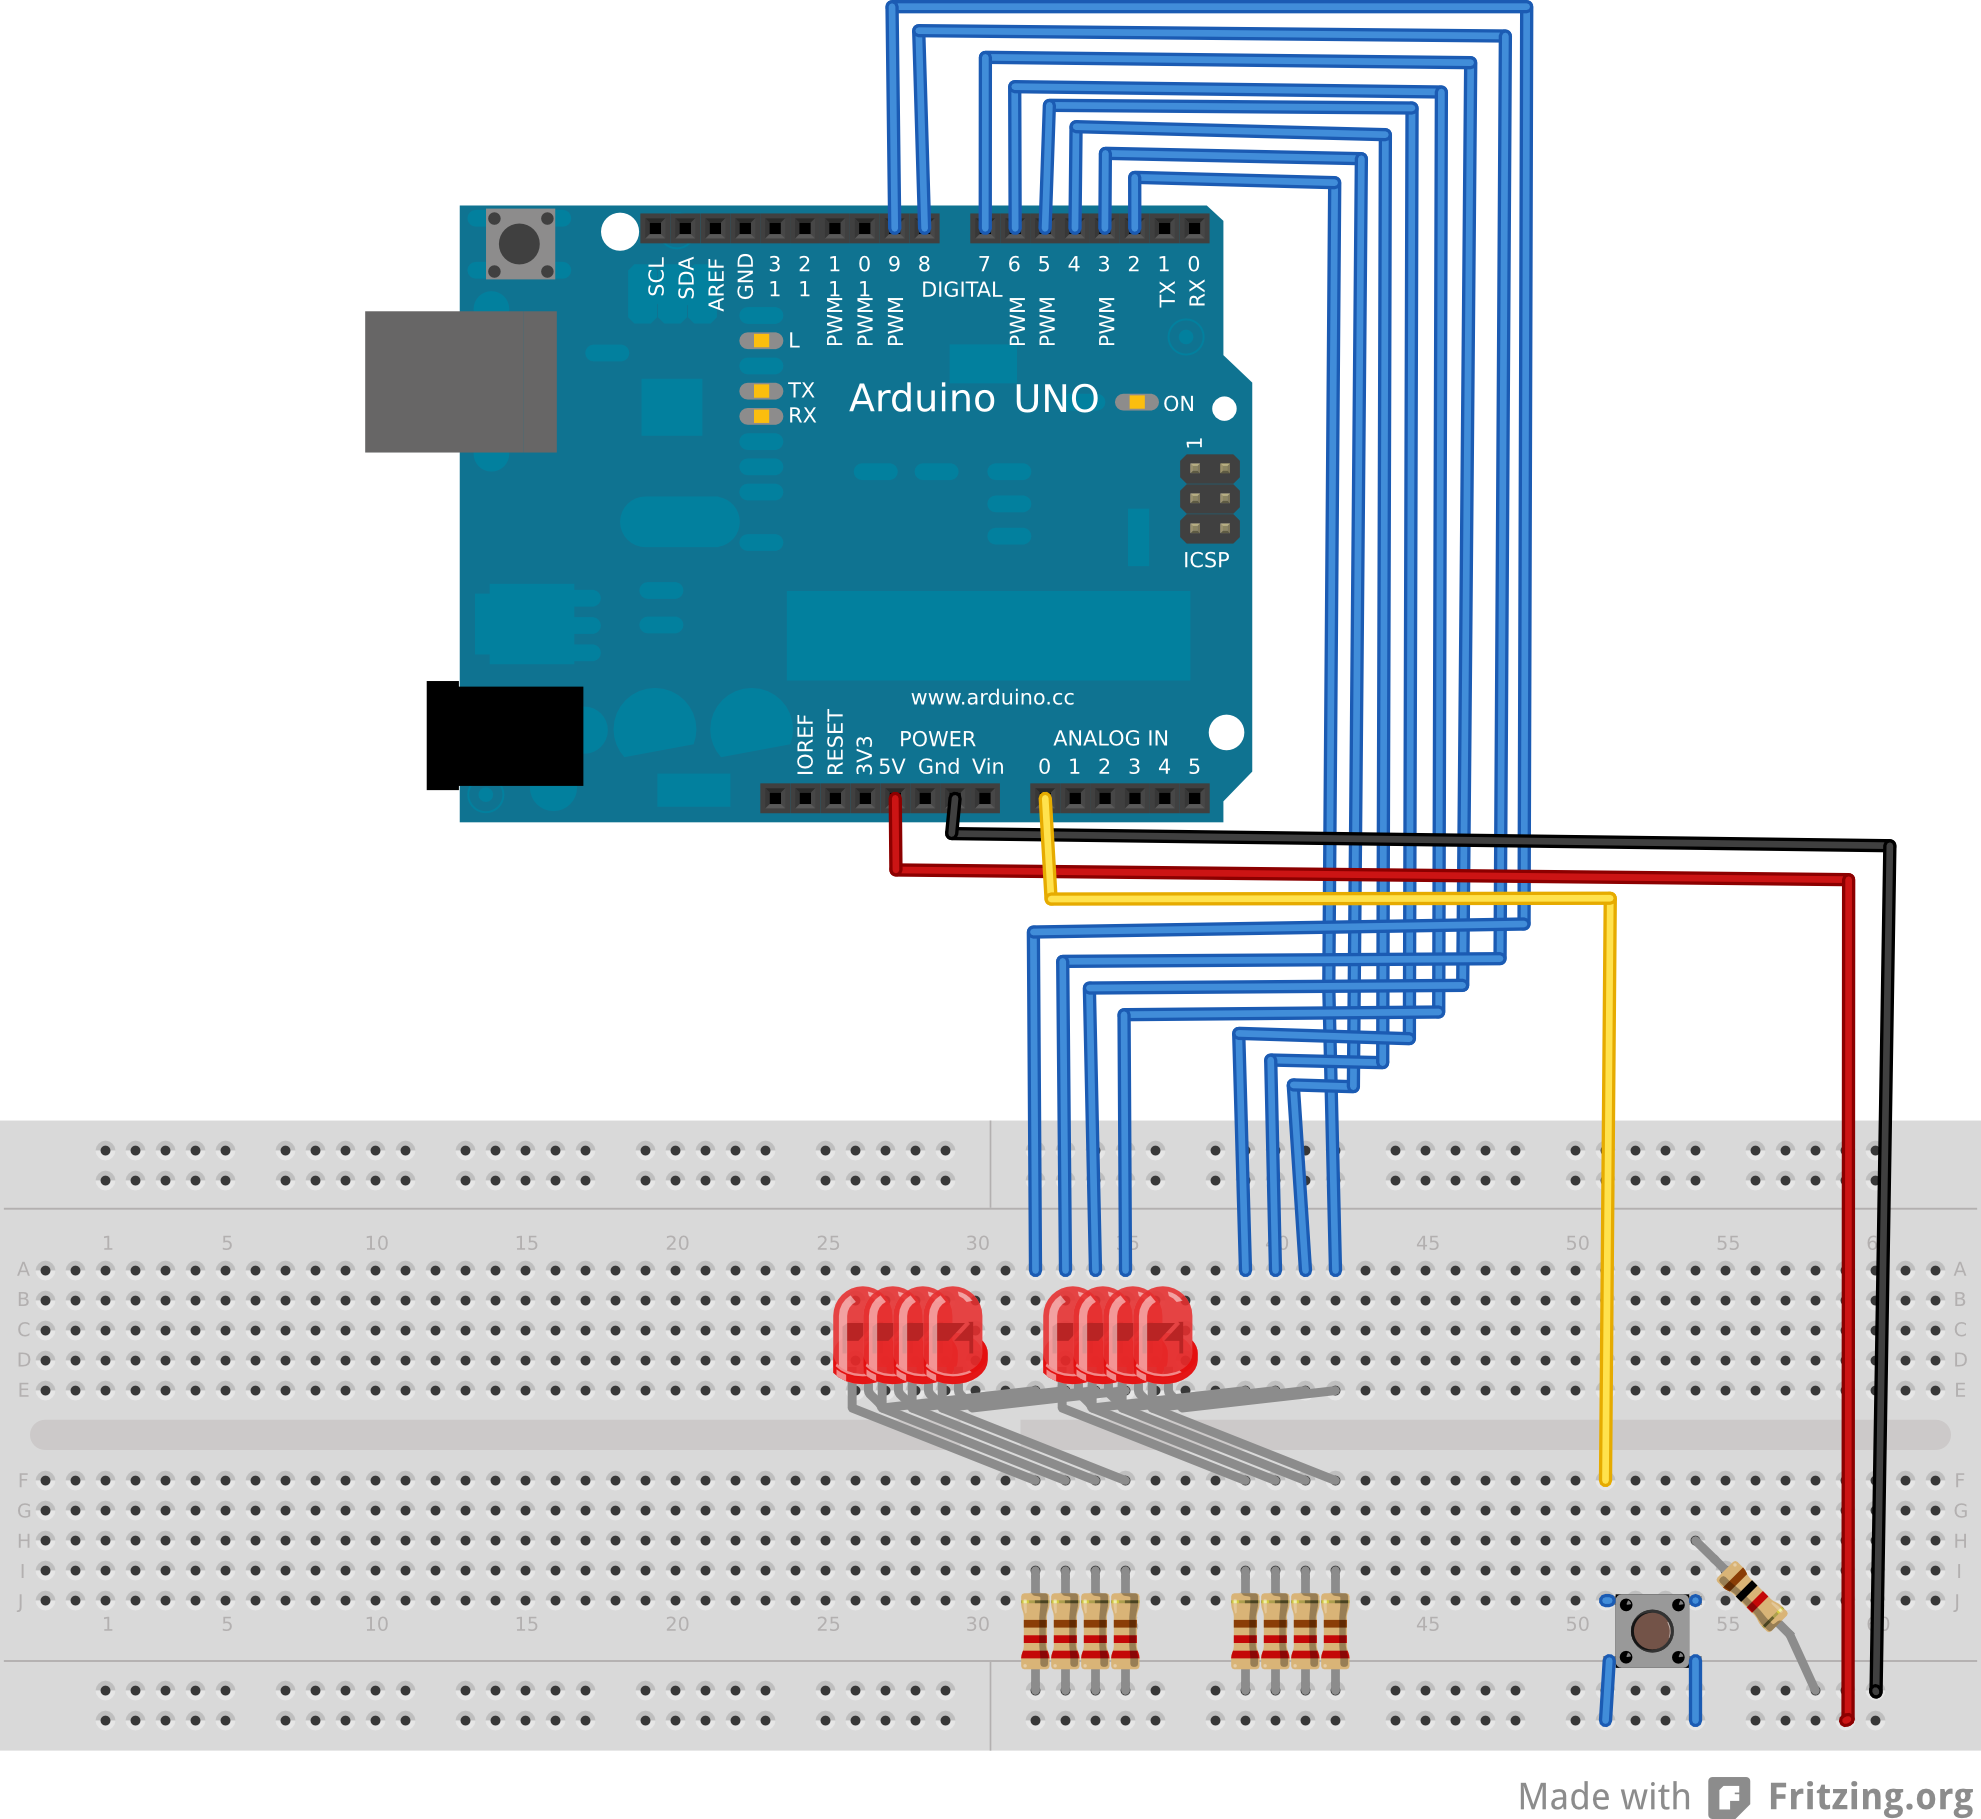 SCL SDA AREF GND 3 2 1 0 9 8 7 6 5 4 3 2 1 0
1 1 1 1 DIGITAL TX RX
PWM PWM PWM PWM PWM PWM
L
TX
RX
Arduino UNO
ON
1
ICSP
www.arduino.cc
IOREF RESET 3V3 POWER ANALOG IN
5V Gnd Vin 0 1 2 3 4 5
1 5 10 15 20 25 30 45 50 55
A A
B B
C C
D D
E E
F F
G G
H H
I I
J J
1 5 10 15 20 25 30 45 50 55
Made with Fritzing.org